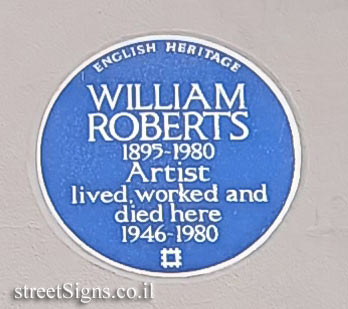 ENGLISH HERITAGE
WILLIAM
ROBERTS
1895-1980
Artist
lived, worked and
died here
1946-1980
streetSigns.co.il